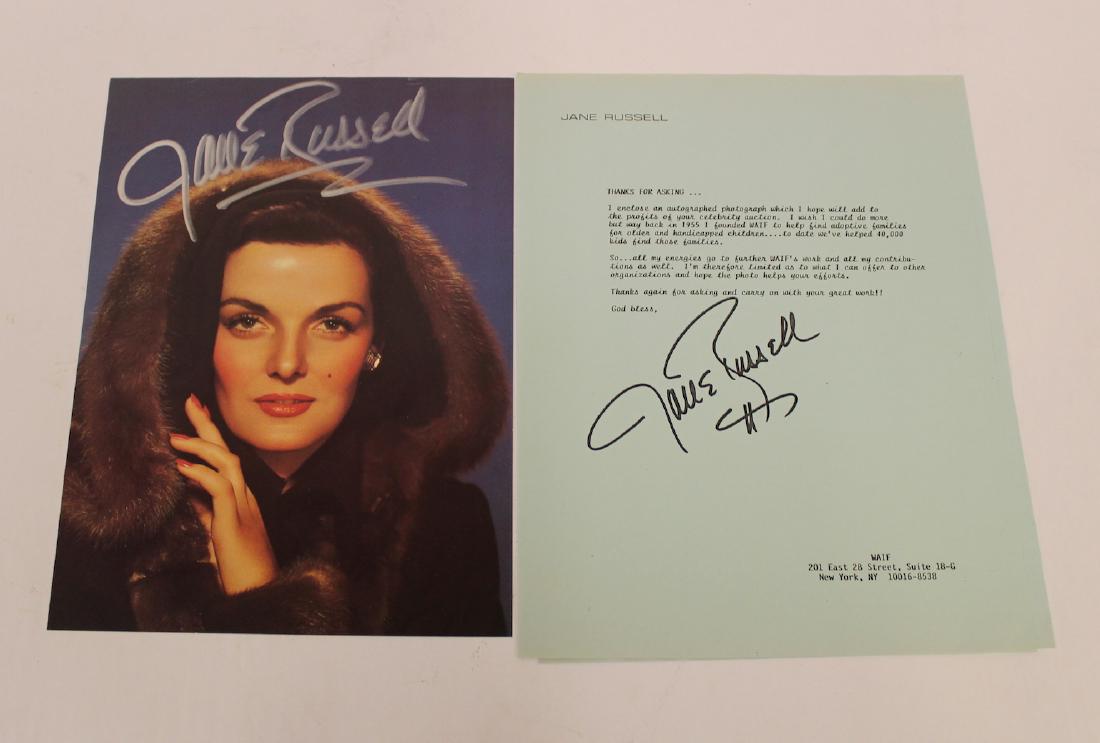 Jane Russell
JANE RUSSELL
THANKS FOR ASKING ...
I enclose an autographed photograph which I hope will add to
the profits of your celebrity auction. I wish I could do more
but way back in 1955 I founded WAIF to help find adoptive families
for older and handicapped children....to date we've helped 40,000
kids find those families.
So...all my energies go to further WAIF's work and all my contribu-
tions as well. I'm therefore limited as to what I can offer to other
organizations and hope the photo helps your efforts.
Thanks again for asking and carry on with your great work!!
God bless,
Jane Russell
WAIF
201 East 28 Street, Suite 18-G
New York, NY 10016-8538